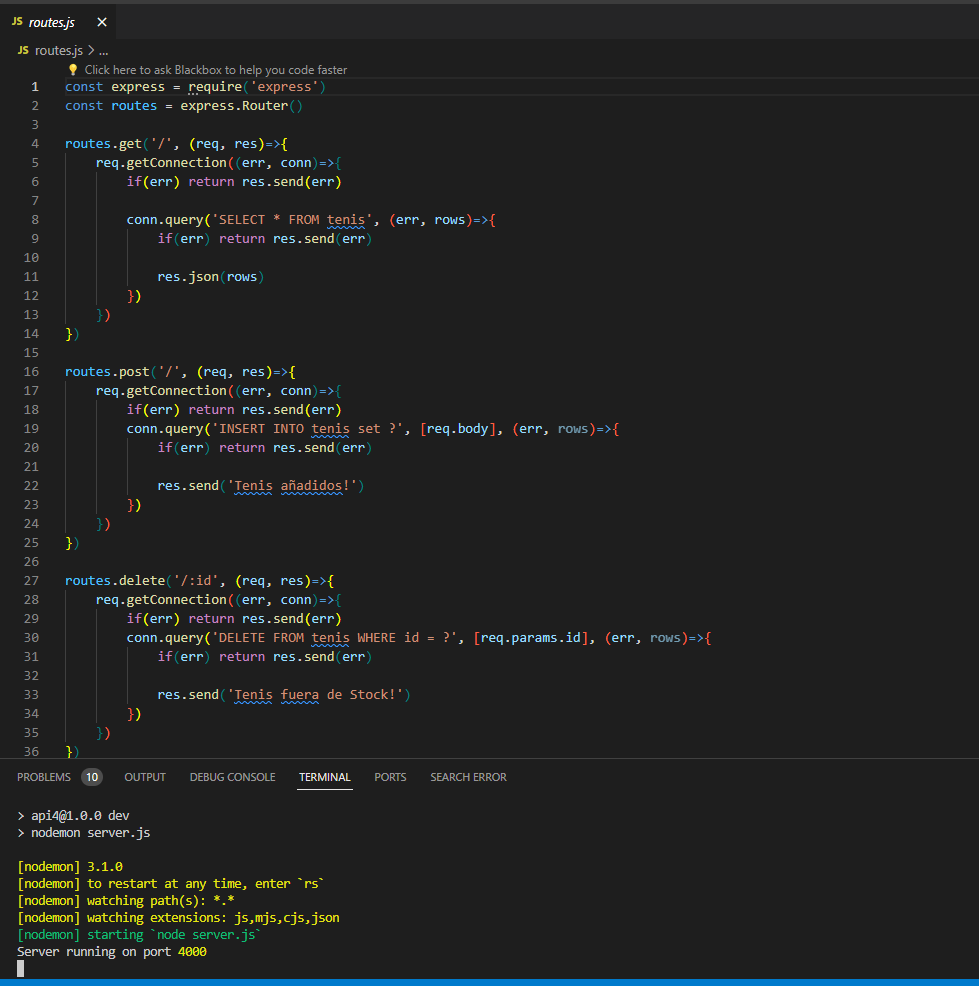 JS routes.js ×
JS routes.js > ...
Click here to ask Blackbox to help you code faster
1 const express = require('express')
2 const routes = express.Router()
3
4 routes.get('/', (req, res)=>{
5 req.getConnection((err, conn)=>{
6 if(err) return res.send(err)
7
8 conn.query('SELECT * FROM tenis', (err, rows)=>{
9 if(err) return res.send(err)
10
11 res.json(rows)
12 })
13 })
14 })
15
16 routes.post('/', (req, res)=>{
17 req.getConnection((err, conn)=>{
18 if(err) return res.send(err)
19 conn.query('INSERT INTO tenis set ?', [req.body], (err, rows)=>{
20 if(err) return res.send(err)
21
22 res.send('Tenis añadidos!')
23 })
24 })
25 })
26
27 routes.delete('/:id', (req, res)=>{
28 req.getConnection((err, conn)=>{
29 if(err) return res.send(err)
30 conn.query('DELETE FROM tenis WHERE id = ?', [req.params.id], (err, rows)=>{
31 if(err) return res.send(err)
32
33 res.send('Tenis fuera de Stock!')
34 })
35 })
36 })
PROBLEMS 10 OUTPUT DEBUG CONSOLE TERMINAL PORTS SEARCH ERROR
> api4@1.0.0 dev
> nodemon server.js
[nodemon] 3.1.0
[nodemon] to restart at any time, enter `rs`
[nodemon] watching path(s): *.*
[nodemon] watching extensions: js,mjs,cjs,json
[nodemon] starting `node server.js`
Server running on port 4000